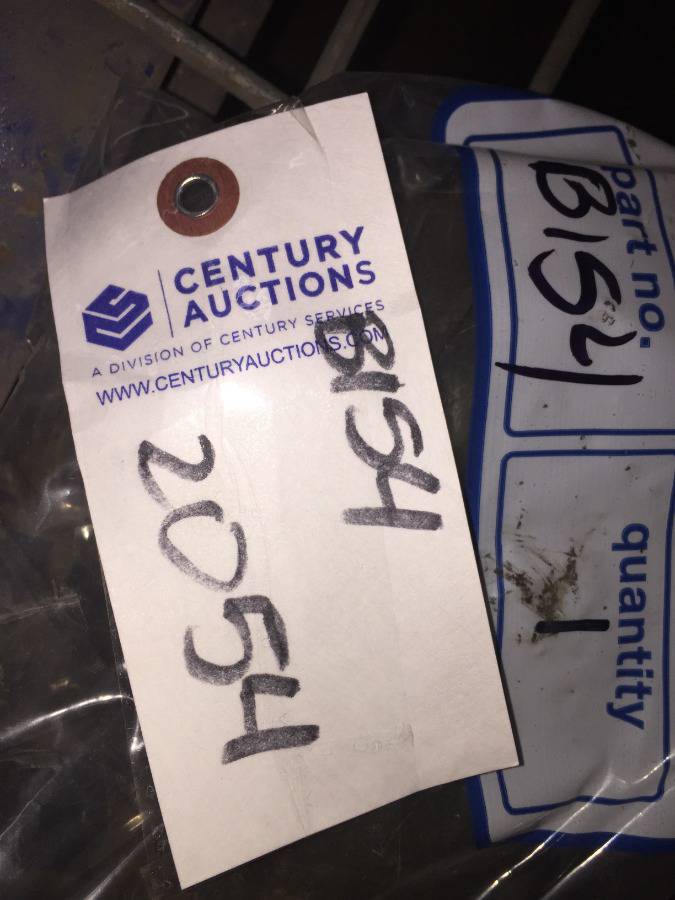 CENTURY
AUCTIONS
A DIVISION OF CENTURY SERVICES
WWW.CENTURYAUCTIONS.COM
B154
2054
part no.
B154
quantity
1